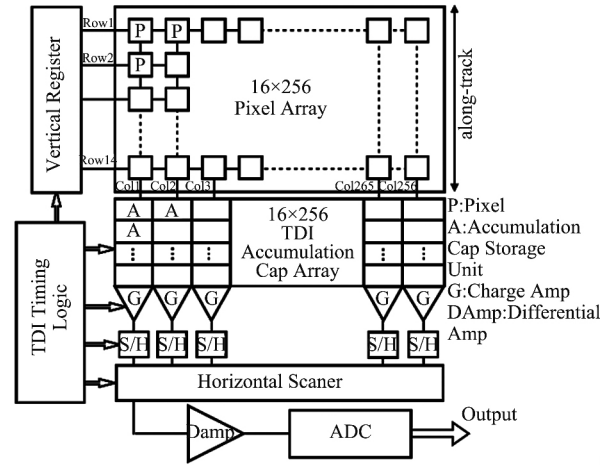 Row1
P
P
Row2
P
16×256
Pixel Array
Vertical Register
along-track
Row14
Col1
Col2
Col3
Col265
Col256
A
A
A
16×256
TDI
Accumulation
Cap Array
P:Pixel
A:Accumulation
Cap Storage
Unit
G:Charge Amp
DAmp:Differential
Amp
TDI Timing
Logic
G
G
G
G
G
S/H
S/H
S/H
S/H
S/H
Horizontal Scaner
Damp
ADC
Output